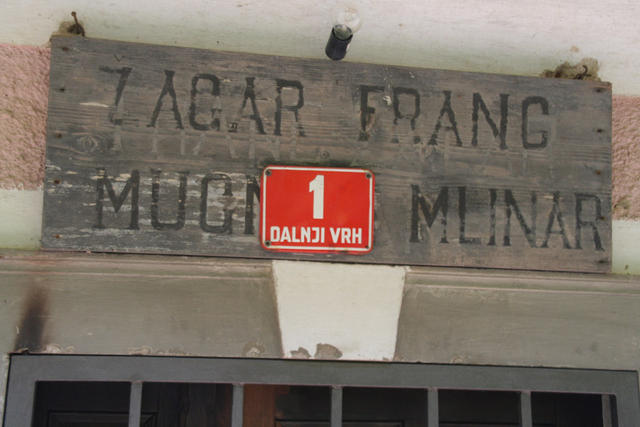 ZAGAR FRANC
MLINAR
1
DALNJI VRH